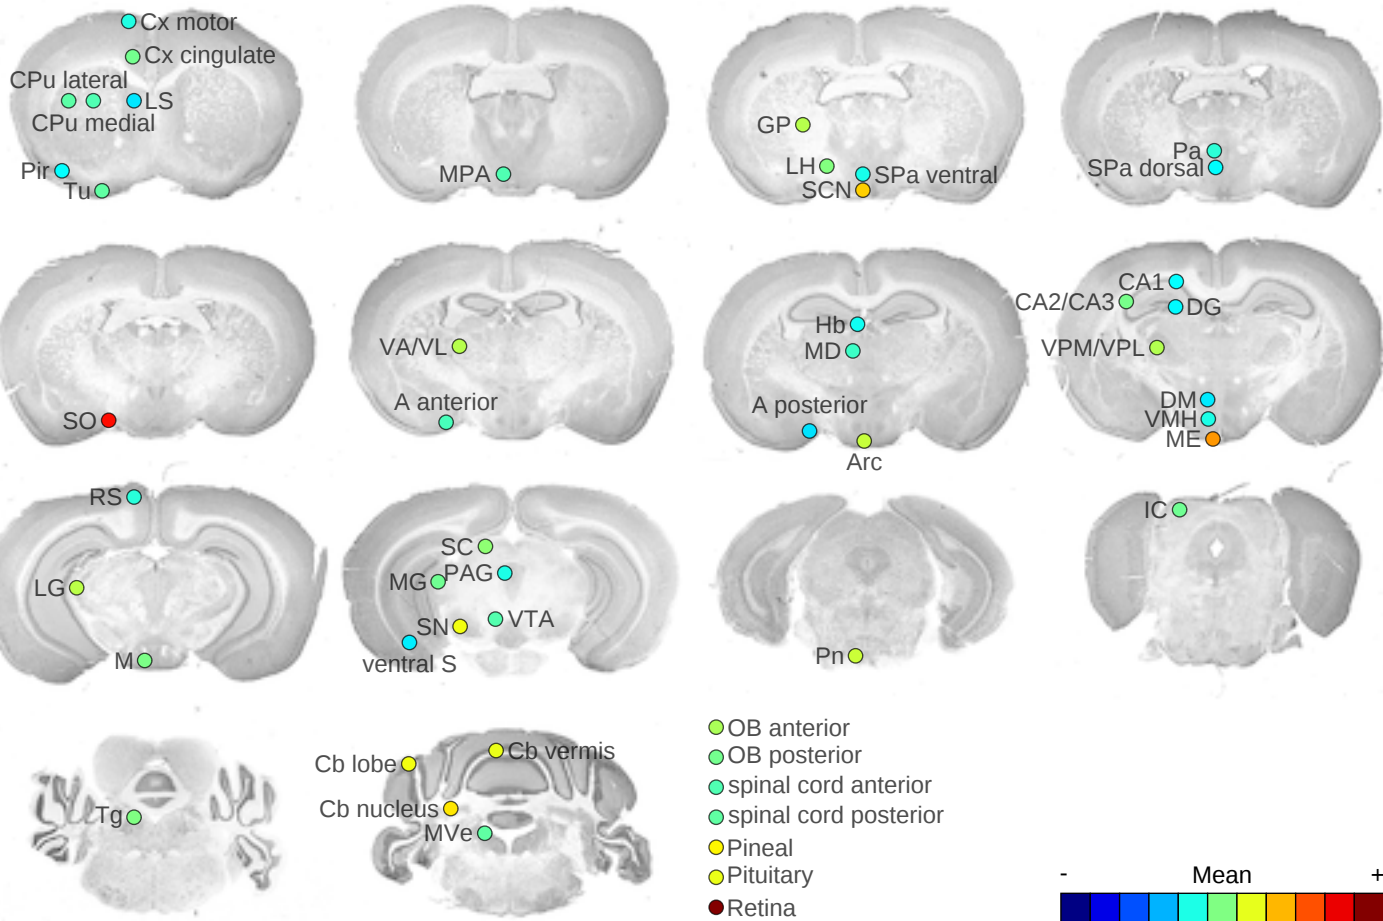 Cx motor
Cx cingulate
CPu lateral
LS
CPu medial
Pir
Tu
MPA
GP
LH
SPa ventral
SCN
Pa
SPa dorsal
SO
VA/VL
A anterior
Hb
MD
A posterior
Arc
CA1
CA2/CA3
DG
VPM/VPL
DM
VMH
ME
RS
LG
M
SC
MG
PAG
SN
VTA
ventral S
Pn
IC
Tg
Cb lobe
Cb vermis
Cb nucleus
MVe
OB anterior
OB posterior
spinal cord anterior
spinal cord posterior
Pineal
Pituitary
Retina
- Mean +